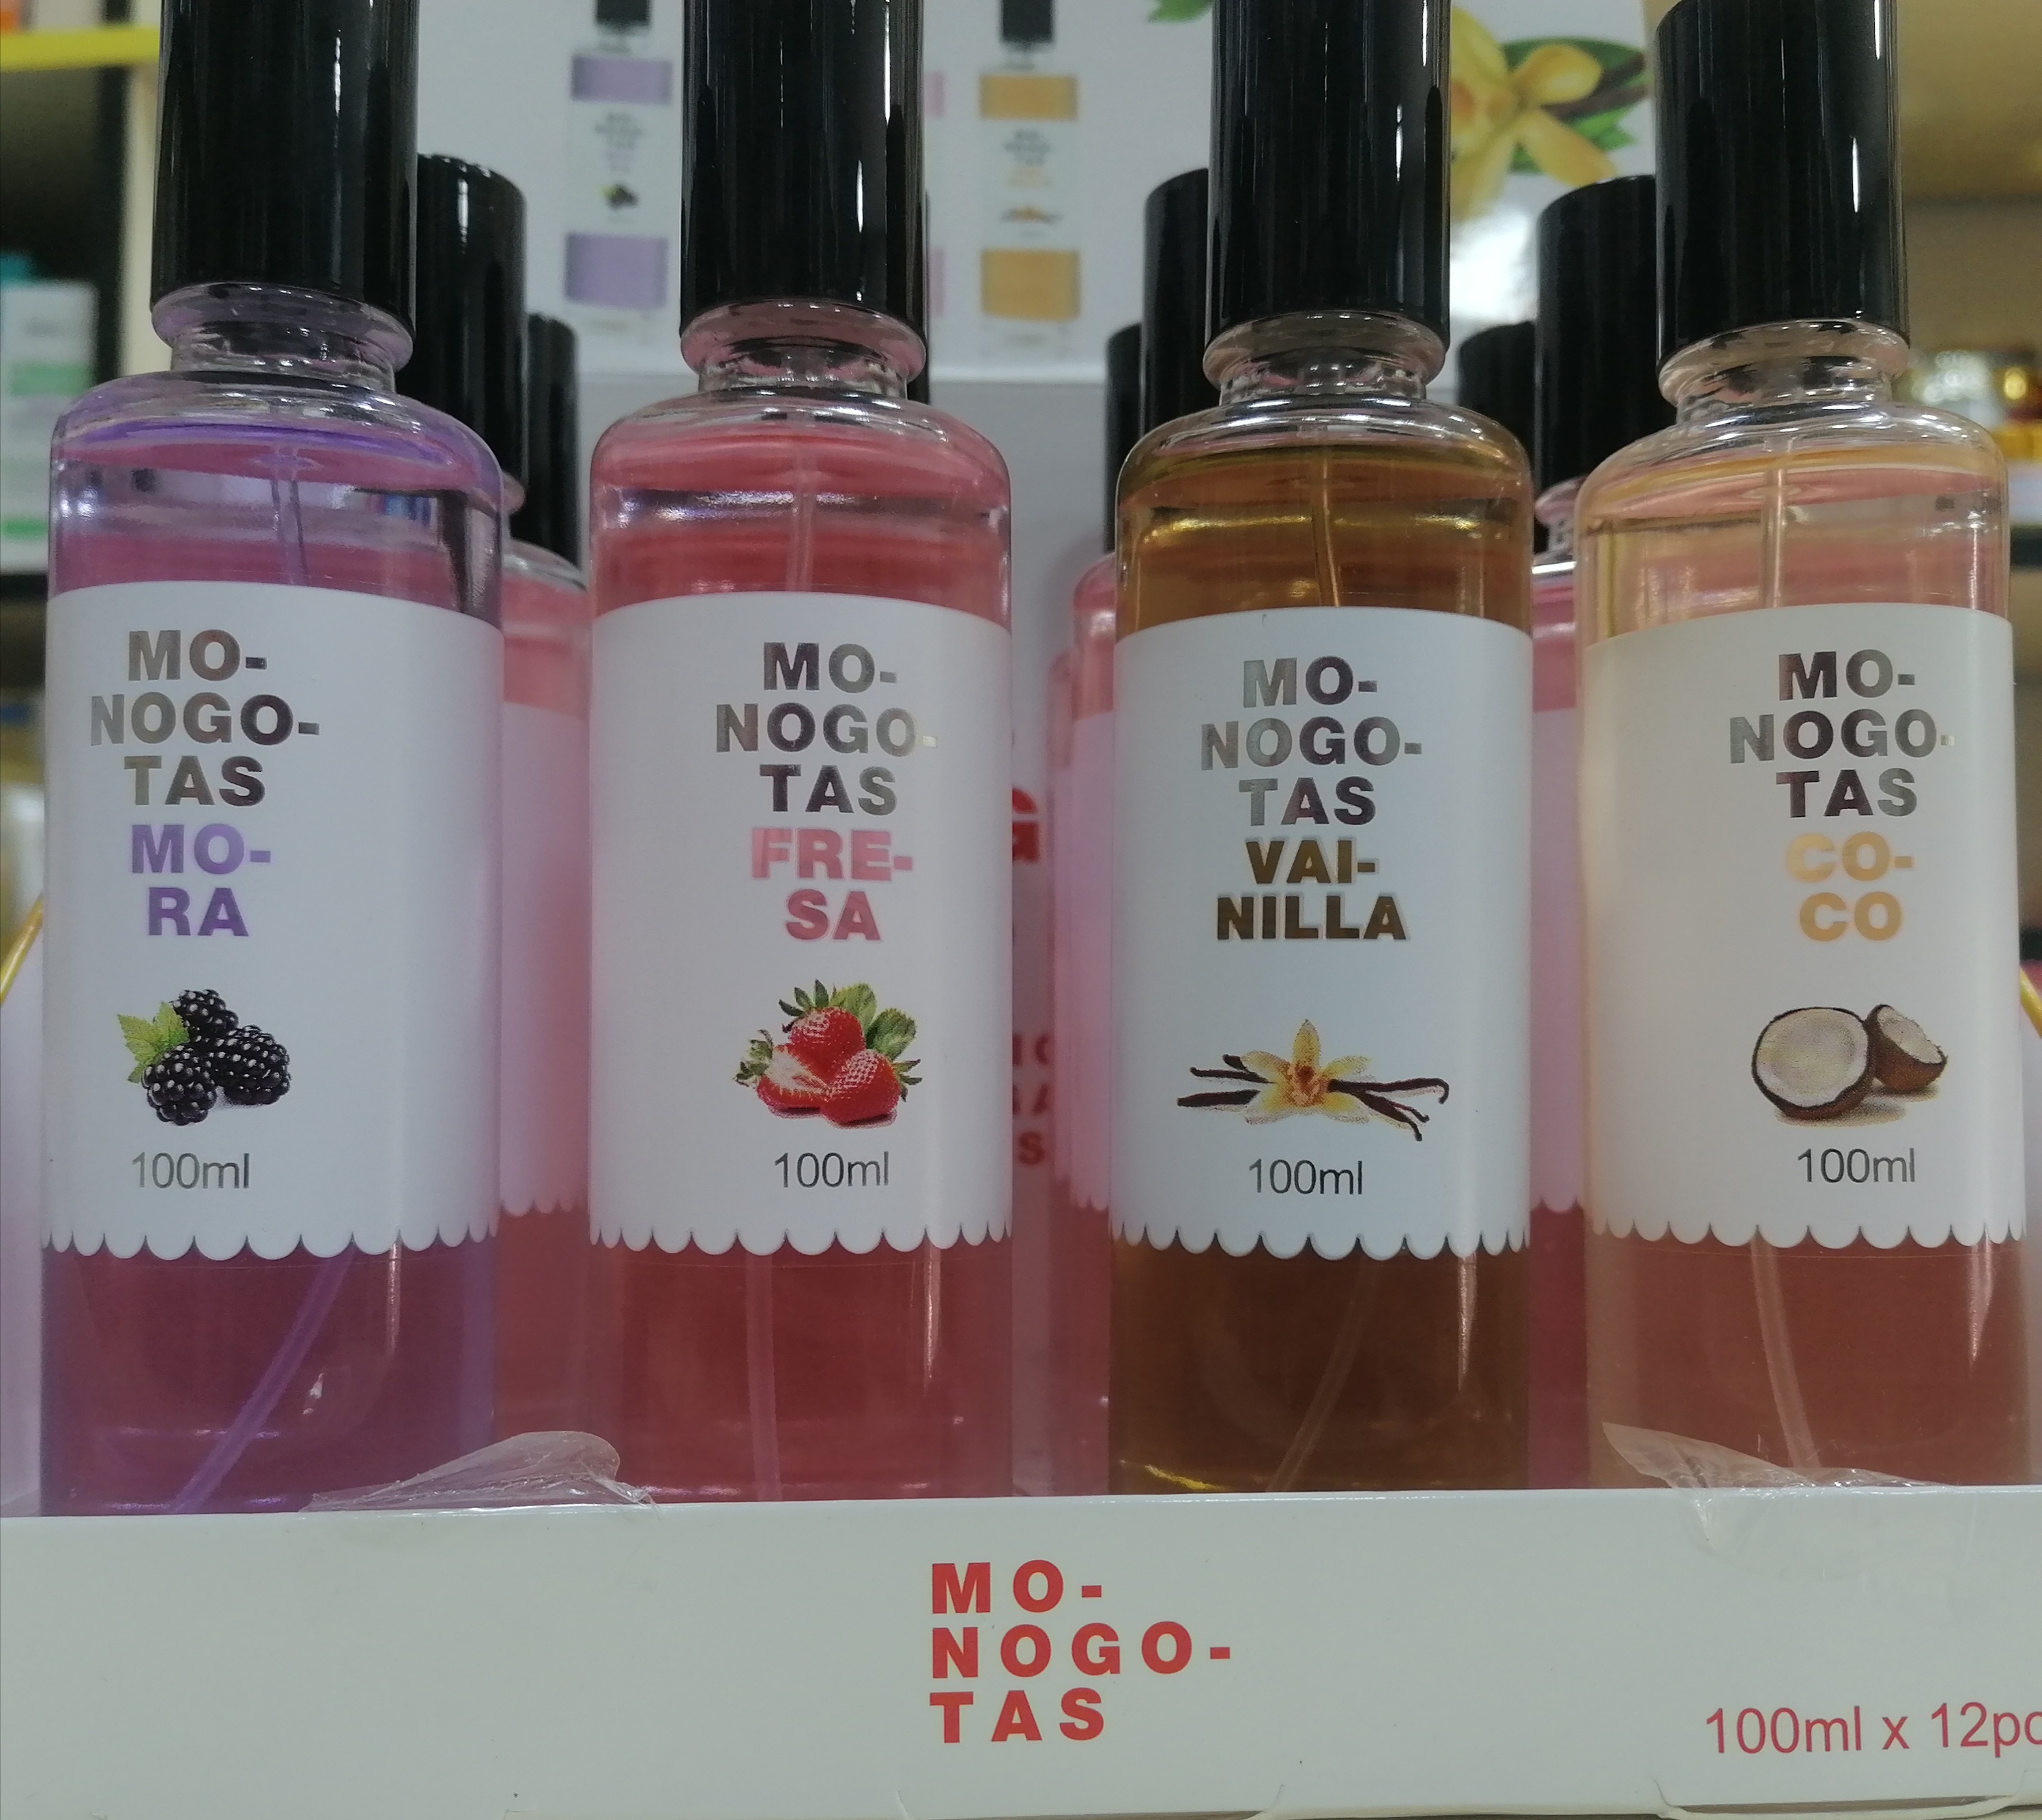 MO-
NOGO-
TAS
MO-
RA
100ml
MO-
NOGO-
TAS
FRE-
SA
100ml
MO-
NOGO-
TAS
VAI-
NILLA
100ml
MO-
NOGO-
TAS
CO-
CO
100ml
MO-
NOGO-
TAS
100ml x 12pc